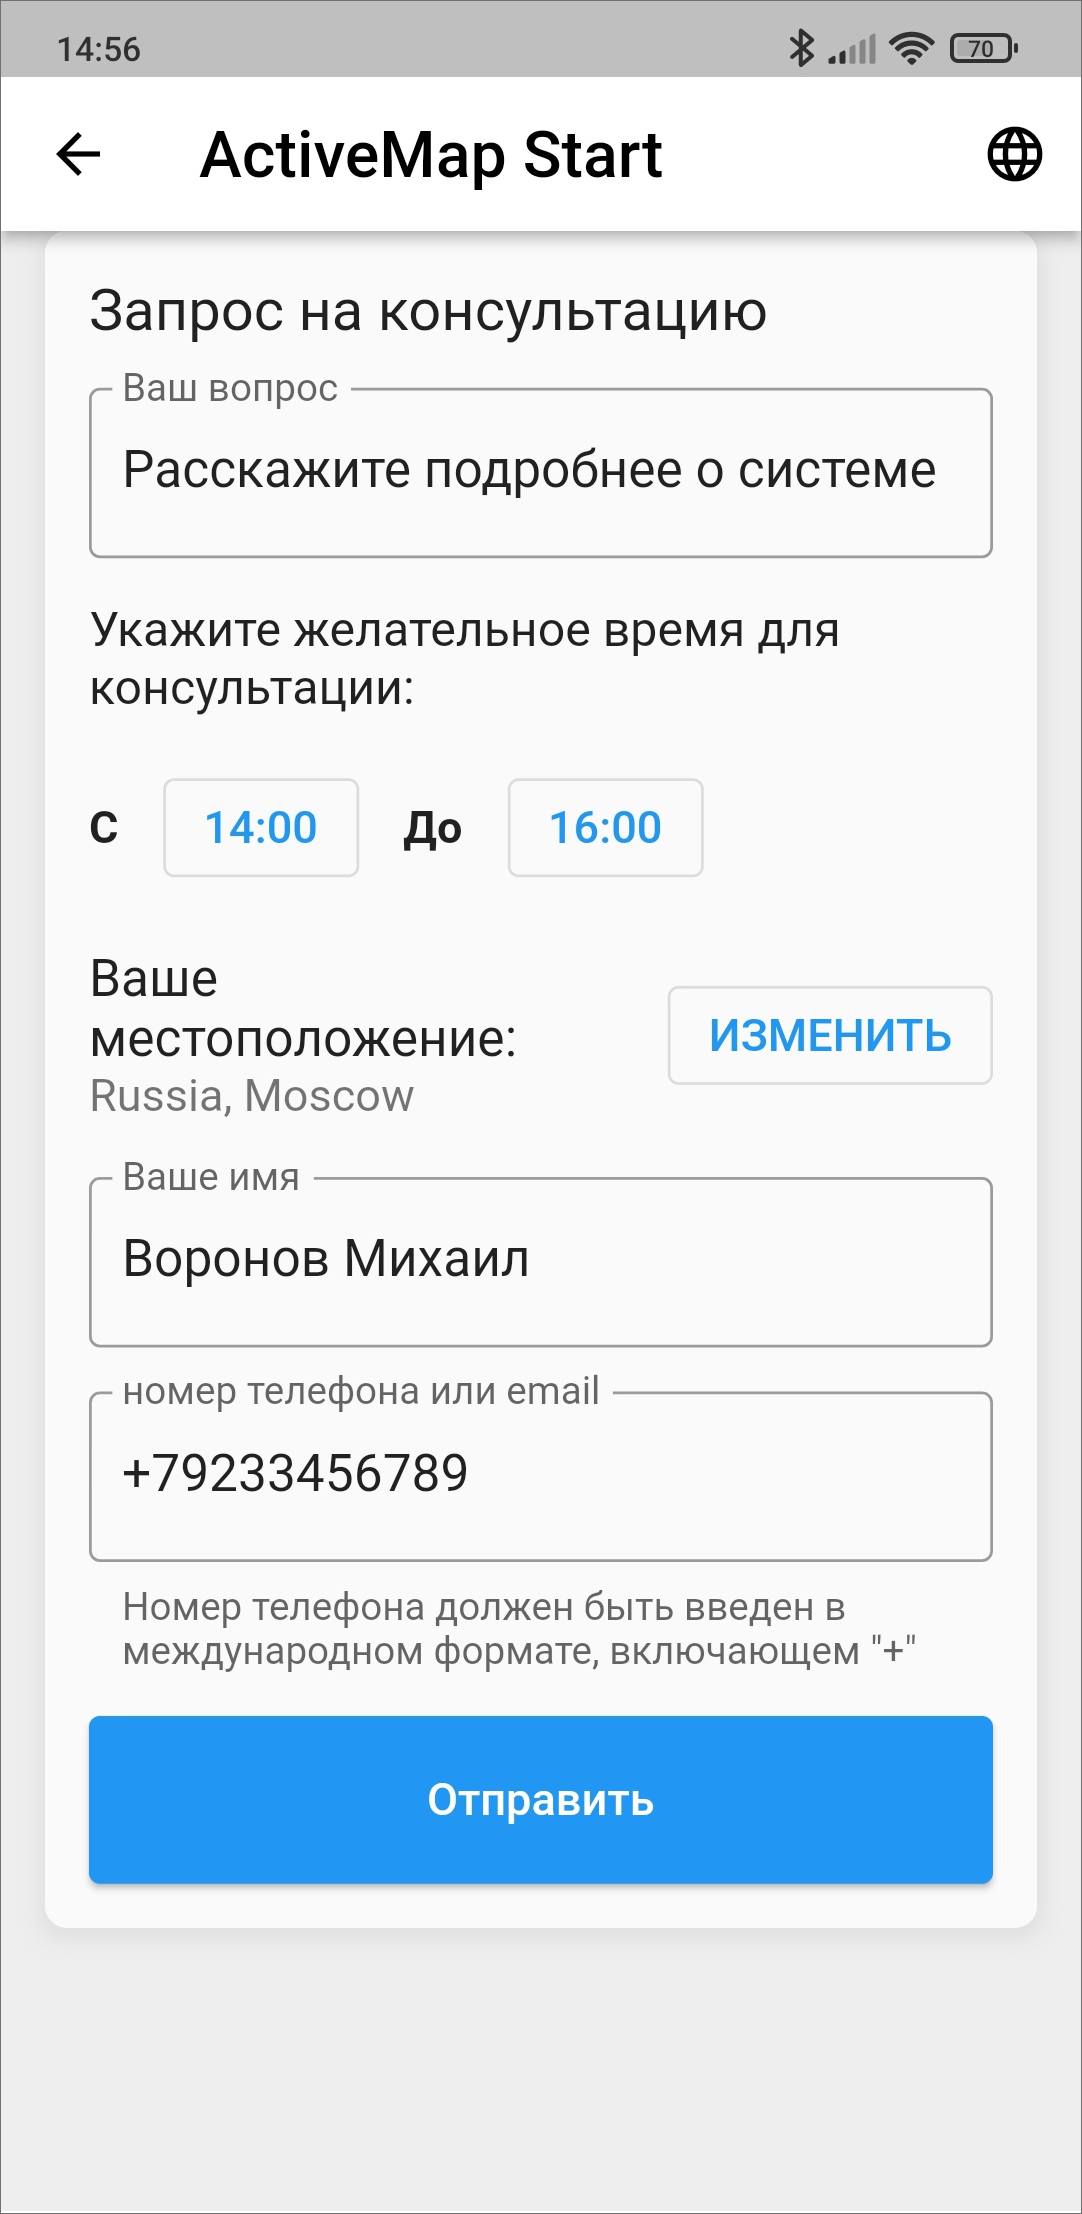 14:56
70
ActiveMap Start
Запрос на консультацию
Ваш вопрос
Расскажите подробнее о системе
Укажите желательное время для
консультации:
С 14:00 До 16:00
Ваше
местоположение:
ИЗМЕНИТЬ
Russia, Moscow
Ваше имя
Воронов Михаил
номер телефона или email
+79233456789
Номер телефона должен быть введен в
международном формате, включающем "+"
Отправить